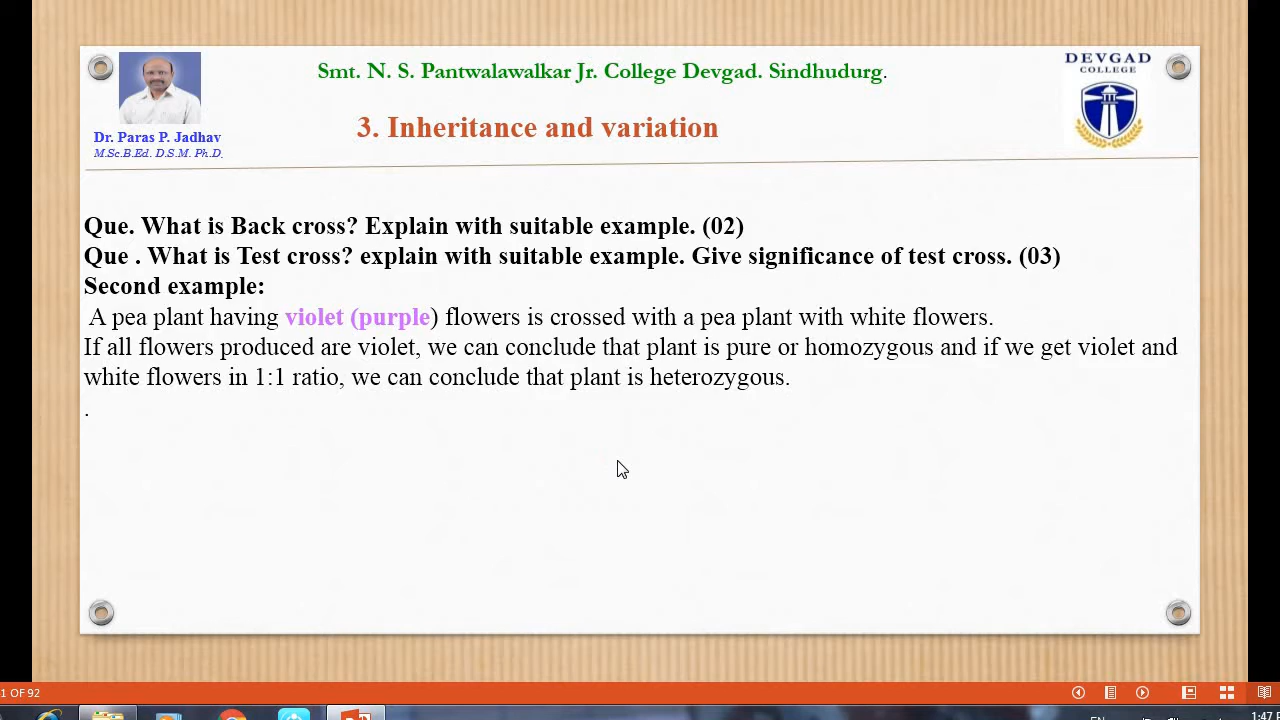 Smt. N. S. Pantwalawalkar Jr. College Devgad. Sindhudurg.
DEVGAD
COLLEGE
3. Inheritance and variation
Dr. Paras P. Jadhav
M.Sc.B.Ed. D.S.M. Ph.D.
Que. What is Back cross? Explain with suitable example. (02)
Que . What is Test cross? explain with suitable example. Give significance of test cross. (03)
Second example:
A pea plant having violet (purple) flowers is crossed with a pea plant with white flowers.
If all flowers produced are violet, we can conclude that plant is pure or homozygous and if we get violet and
white flowers in 1:1 ratio, we can conclude that plant is heterozygous.
.
1 OF 92